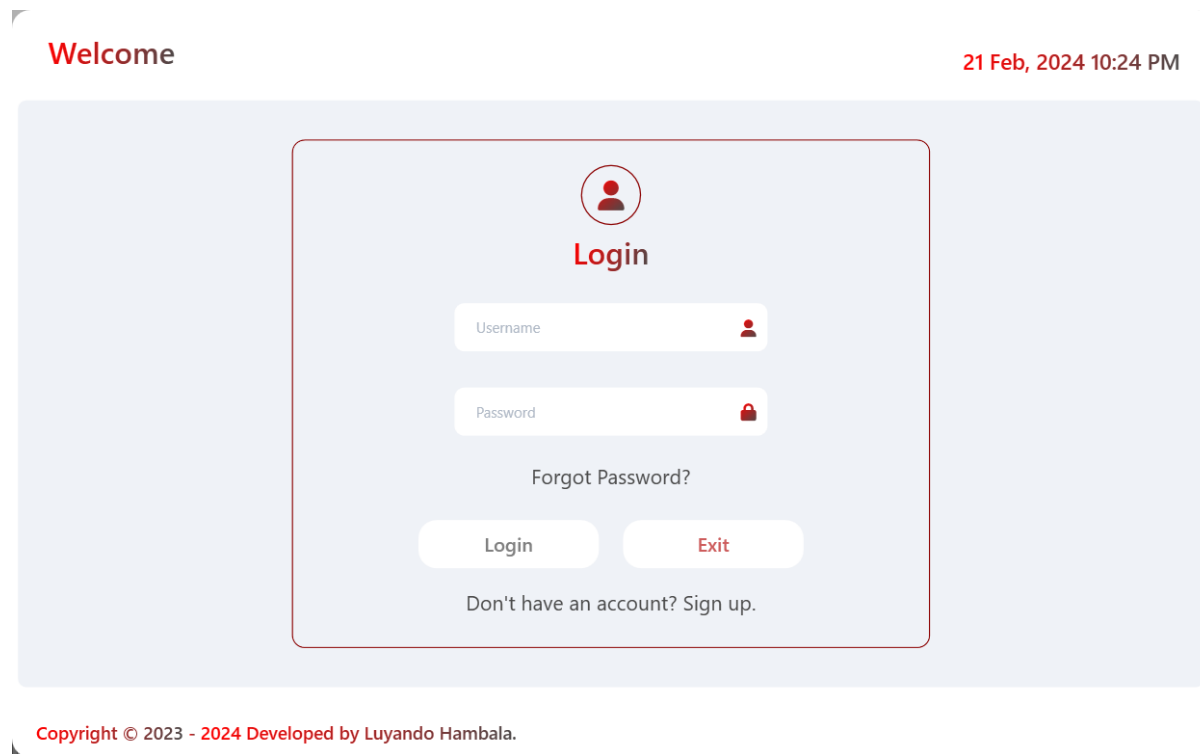 Welcome
21 Feb, 2024 10:24 PM
Login
Username
Password
Forgot Password?
Login
Exit
Don't have an account? Sign up.
Copyright © 2023 - 2024 Developed by Luyando Hambala.